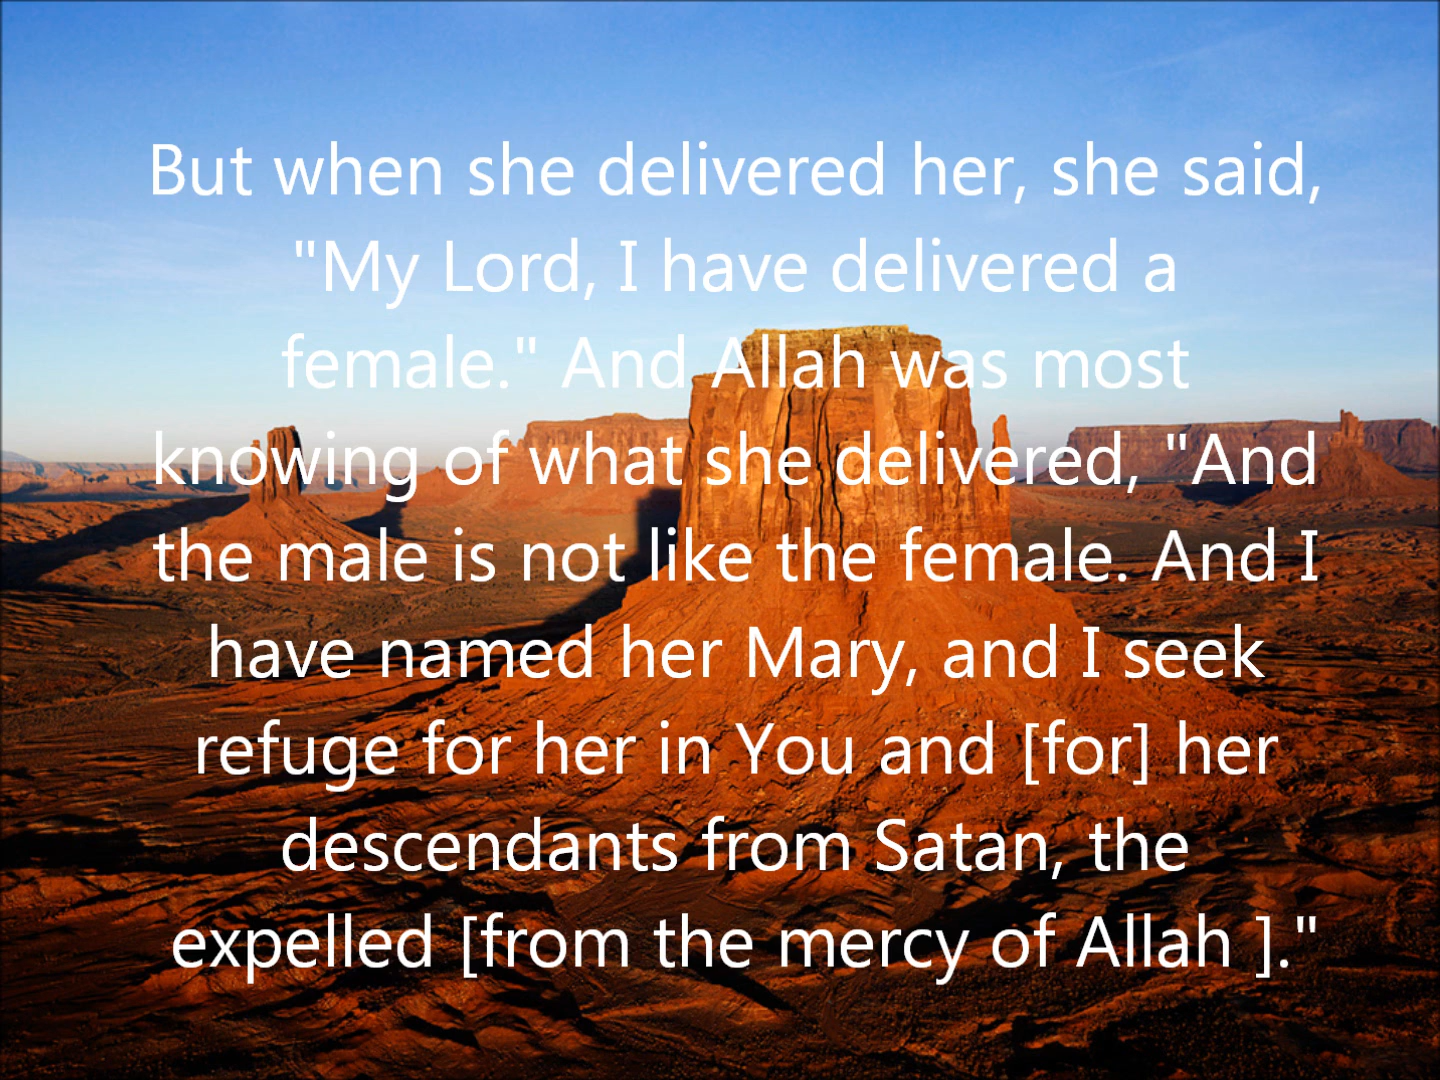 But when she delivered her, she said,
"My Lord, I have delivered a
female." And Allah was most
knowing of what she delivered, "And
the male is not like the female. And I
have named her Mary, and I seek
refuge for her in You and [for] her
descendants from Satan, the
expelled [from the mercy of Allah ]."